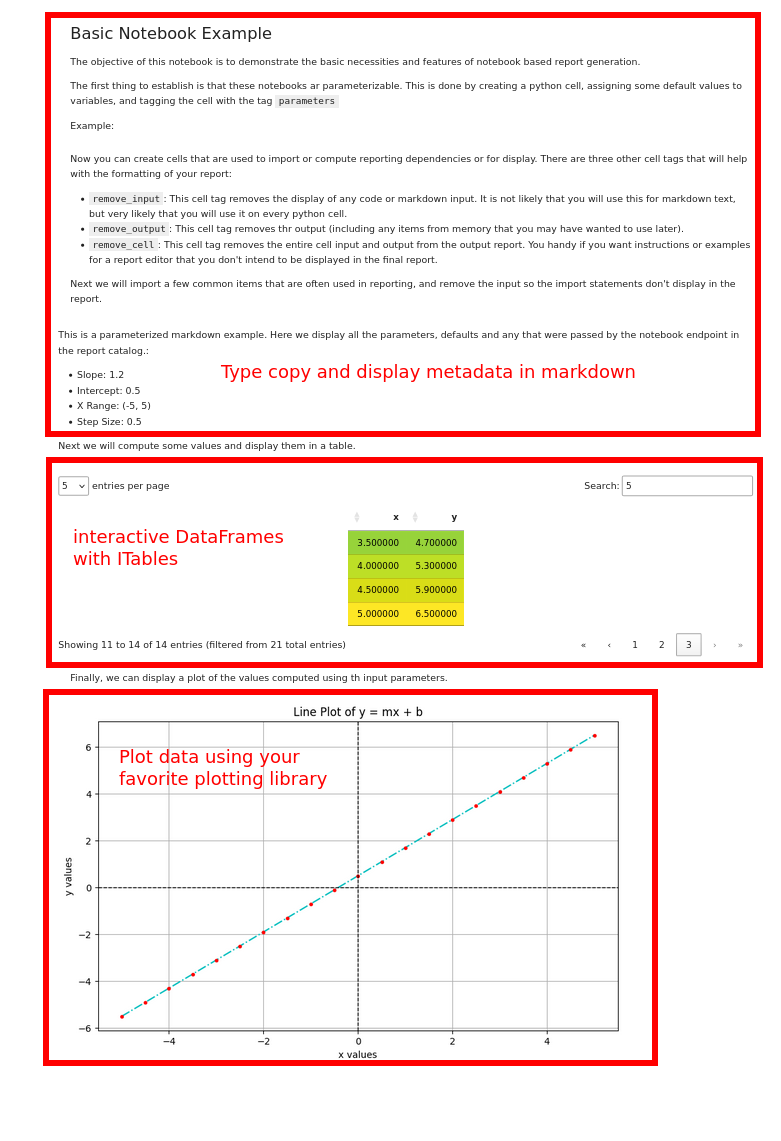 Basic Notebook Example
The objective of this notebook is to demonstrate the basic necessities and features of notebook based report generation.
The first thing to establish is that these notebooks ar parameterizable. This is done by creating a python cell, assigning some default values to
variables, and tagging the cell with the tag parameters
Example:
Now you can create cells that are used to import or compute reporting dependencies or for display. There are three other cell tags that will help
with the formatting of your report:
• remove_input : This cell tag removes the display of any code or markdown input. It is not likely that you will use this for markdown text,
but very likely that you will use it on every python cell.
• remove_output : This cell tag removes thr output (including any items from memory that you may have wanted to use later).
• remove_cell : This cell tag removes the entire cell input and output from the output report. You handy if you want instructions or examples
for a report editor that you don't intend to be displayed in the final report.
Next we will import a few common items that are often used in reporting, and remove the input so the import statements don't display in the
report.
This is a parameterized markdown example. Here we display all the parameters, defaults and any that were passed by the notebook endpoint in
the report catalog.:
Type copy and display metadata in markdown
• Slope: 1.2
• Intercept: 0.5
• X Range: (-5, 5)
• Step Size: 0.5
Next we will compute some values and display them in a table.
5 entries per page
Search: 5
interactive DataFrames
with ITables
x y
3.500000 4.700000
4.000000 5.300000
4.500000 5.900000
5.000000 6.500000
Showing 11 to 14 of 14 entries (filtered from 21 total entries)
« ‹ 1 2 3 › »
Finally, we can display a plot of the values computed using th input parameters.
Line Plot of y = mx + b
Plot data using your
favorite plotting library
y values
6
4
2
0
−2
−4
−6
−4 −2 0 2 4
x values